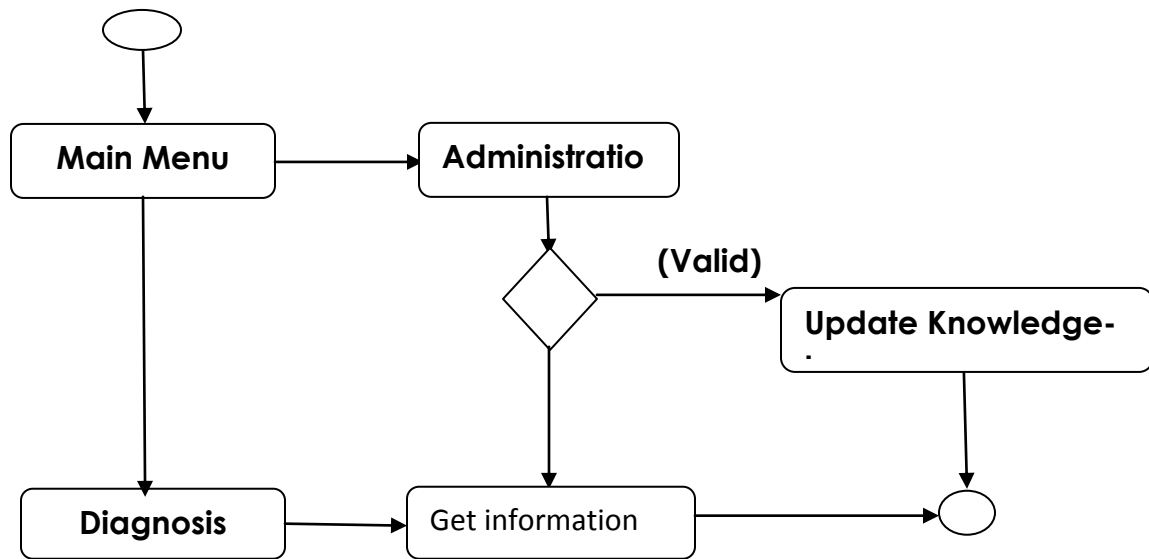 Main Menu
Administratio
(Valid)
Update Knowledge-
Diagnosis
Get information